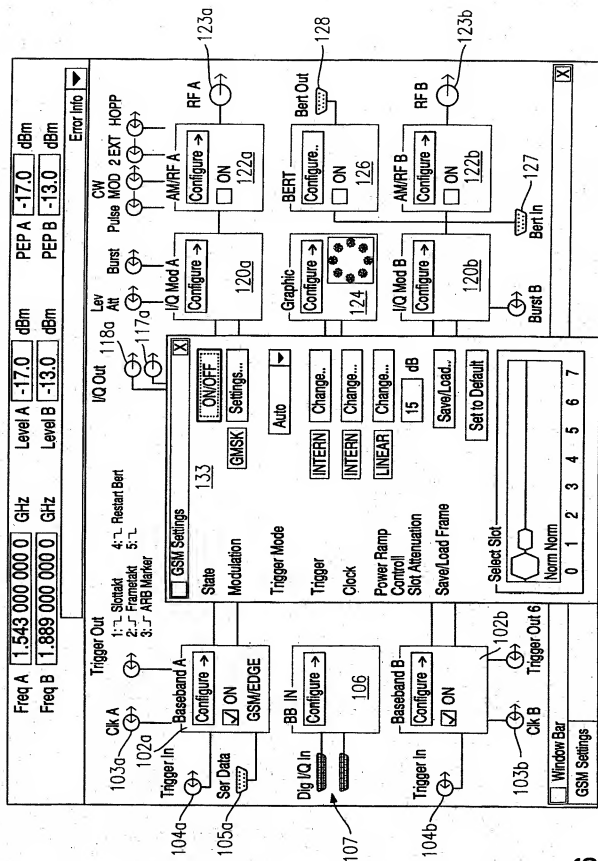 Freq A 1.543 000 000 0 GHz Level A -17.0 dBm PEP A -17.0 dBm
Freq B 1.889 000 000 0 GHz Level B -13.0 dBm PEP B -13.0 dBm
Error Info
Trigger Out
1: Slottakt 4: Restart Bert
2: Frametakt 5:
3: ARB Marker
I/Q Out
118a
117a
Lev Att
Burst
Pulse
CW MOD
2 EXT
HOPP
123a
RF A
103a
Clk A
102a
Trigger In
104a
Baseband A
Configure →
ON
GSM/EDGE
Ser Data
105a
I/Q Mod A
Configure →
120a
AM/RF A
Configure →
ON
122a
Bert Out
128
BB IN
Configure →
106
Dig I/Q In
107
Graphic
Configure →
124
BERT
Configure..
ON
126
Baseband B
Configure →
ON
102b
Trigger In
104b
103b
Clk B
Trigger Out 6
I/Q Mod B
Configure →
120b
Burst B
AM/RF B
Configure →
ON
122b
RF B
123b
127
Bert In
GSM Settings X
133
State ON/OFF
Modulation GMSK Settings...
Trigger Mode Auto
Trigger INTERN Change..
Clock INTERN Change...
Power Ramp Controll LINEAR Change...
Slot Attenuation 15 dB
Save/Load Frame Save/Load..
Set to Default
Select Slot
Norm Norm
0 1 2 3 4 5 6 7
Window Bar X
GSM Settings